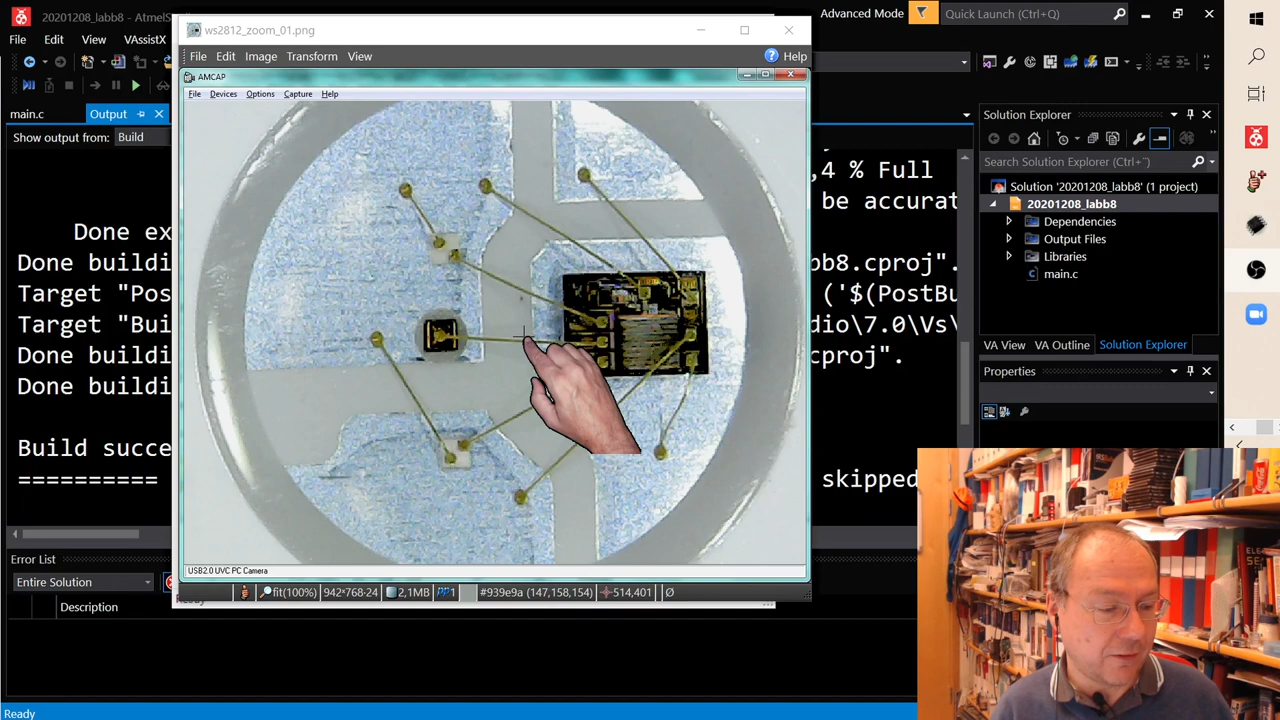 20201208_labb8 - AtmelS
Advanced Mode
Quick Launch (Ctrl+Q)
File Edit View VAssistX
Help
ws2812_zoom_01.png
File Edit Image Transform View
Help
AMCAP
File Devices Options Capture Help
main.c
Output
Show output from: Build
,4 % Full
be accurat
Done ex
Done buildi
bb8.cproj".
Target "Pos
('$(PostBu
Target "Bui
dio\7.0\Vs\
Done buildi
cproj".
Done buildi
Build succe
==========
skipped
USB2.0 UVC PC Camera
fit(100%) 942*768-24 2,1MB 1 #939e9a (147,158,154) 514,401 Ø
Solution Explorer
Search Solution Explorer (Ctrl+¨)
Solution '20201208_labb8' (1 project)
20201208_labb8
Dependencies
Output Files
Libraries
main.c
VA View VA Outline Solution Explorer
Properties
Error List
Entire Solution
Description
Ready